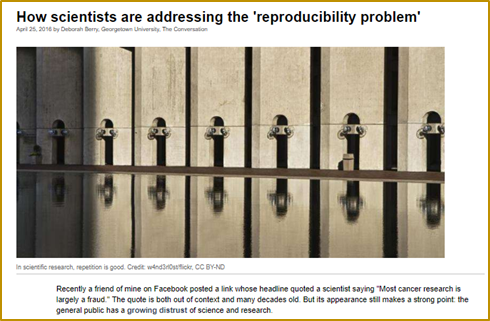 How scientists are addressing the 'reproducibility problem'
April 25, 2016 by Deborah Berry, Georgetown University, The Conversation
In scientific research, repetition is good. Credit: w4nd3rl0st/flickr, CC BY-ND
Recently a friend of mine on Facebook posted a link whose headline quoted a scientist saying "Most cancer research is
largely a fraud." The quote is both out of context and many decades old. But its appearance still makes a strong point: the
general public has a growing distrust of science and research.